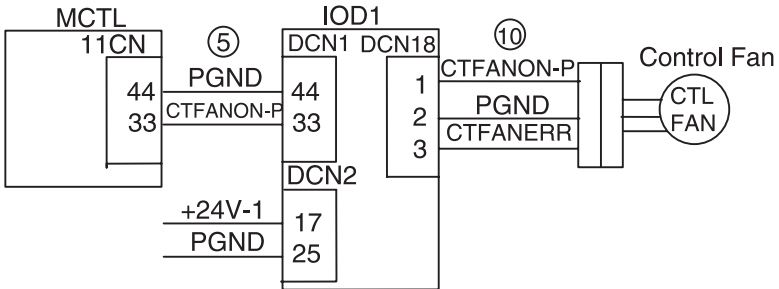 MCTL
IOD1
11CN
⑤
DCN1
DCN18
⑩
Control Fan
44
PGND
44
1
CTFANON-P
CTL
33
CTFANON-P
33
2
PGND
FAN
3
CTFANERR
DCN2
+24V-1
17
PGND
25